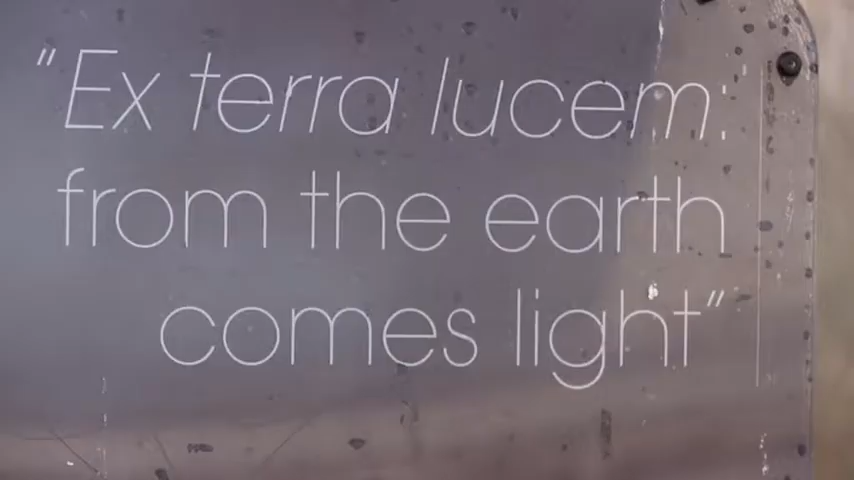 “Ex terra lucem:
from the earth
comes light”